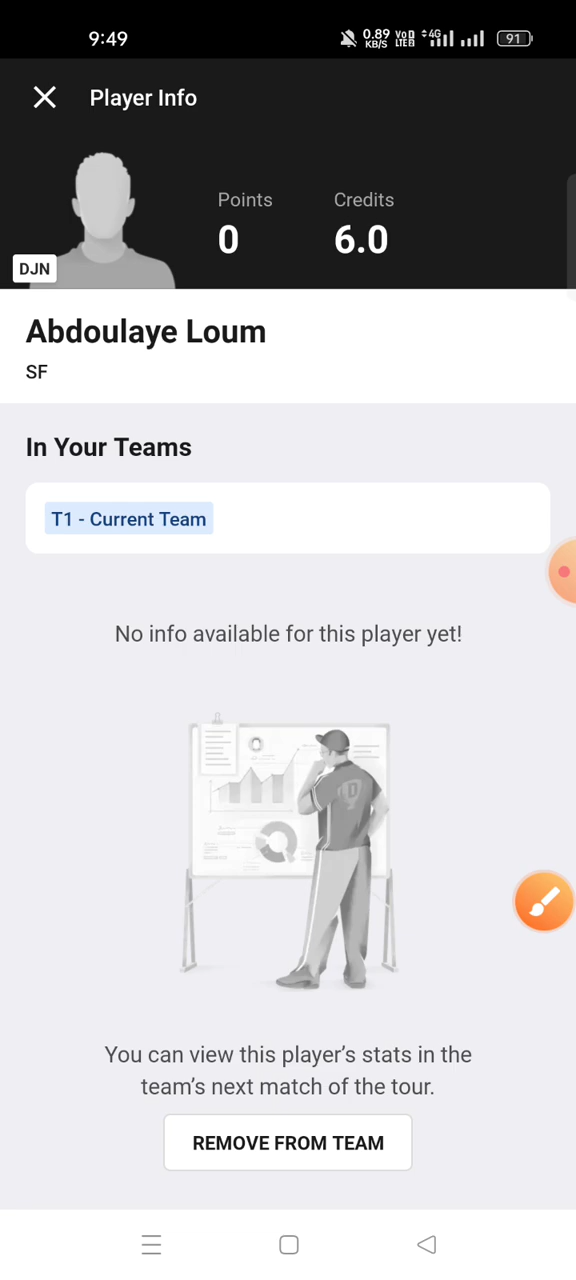 9:49
0.89
KB/S
Vo
LTE
4G
91
Player Info
Points
Credits
0
6.0
DJN
Abdoulaye Loum
SF
In Your Teams
T1 - Current Team
No info available for this player yet!
D
You can view this player’s stats in the
team’s next match of the tour.
REMOVE FROM TEAM